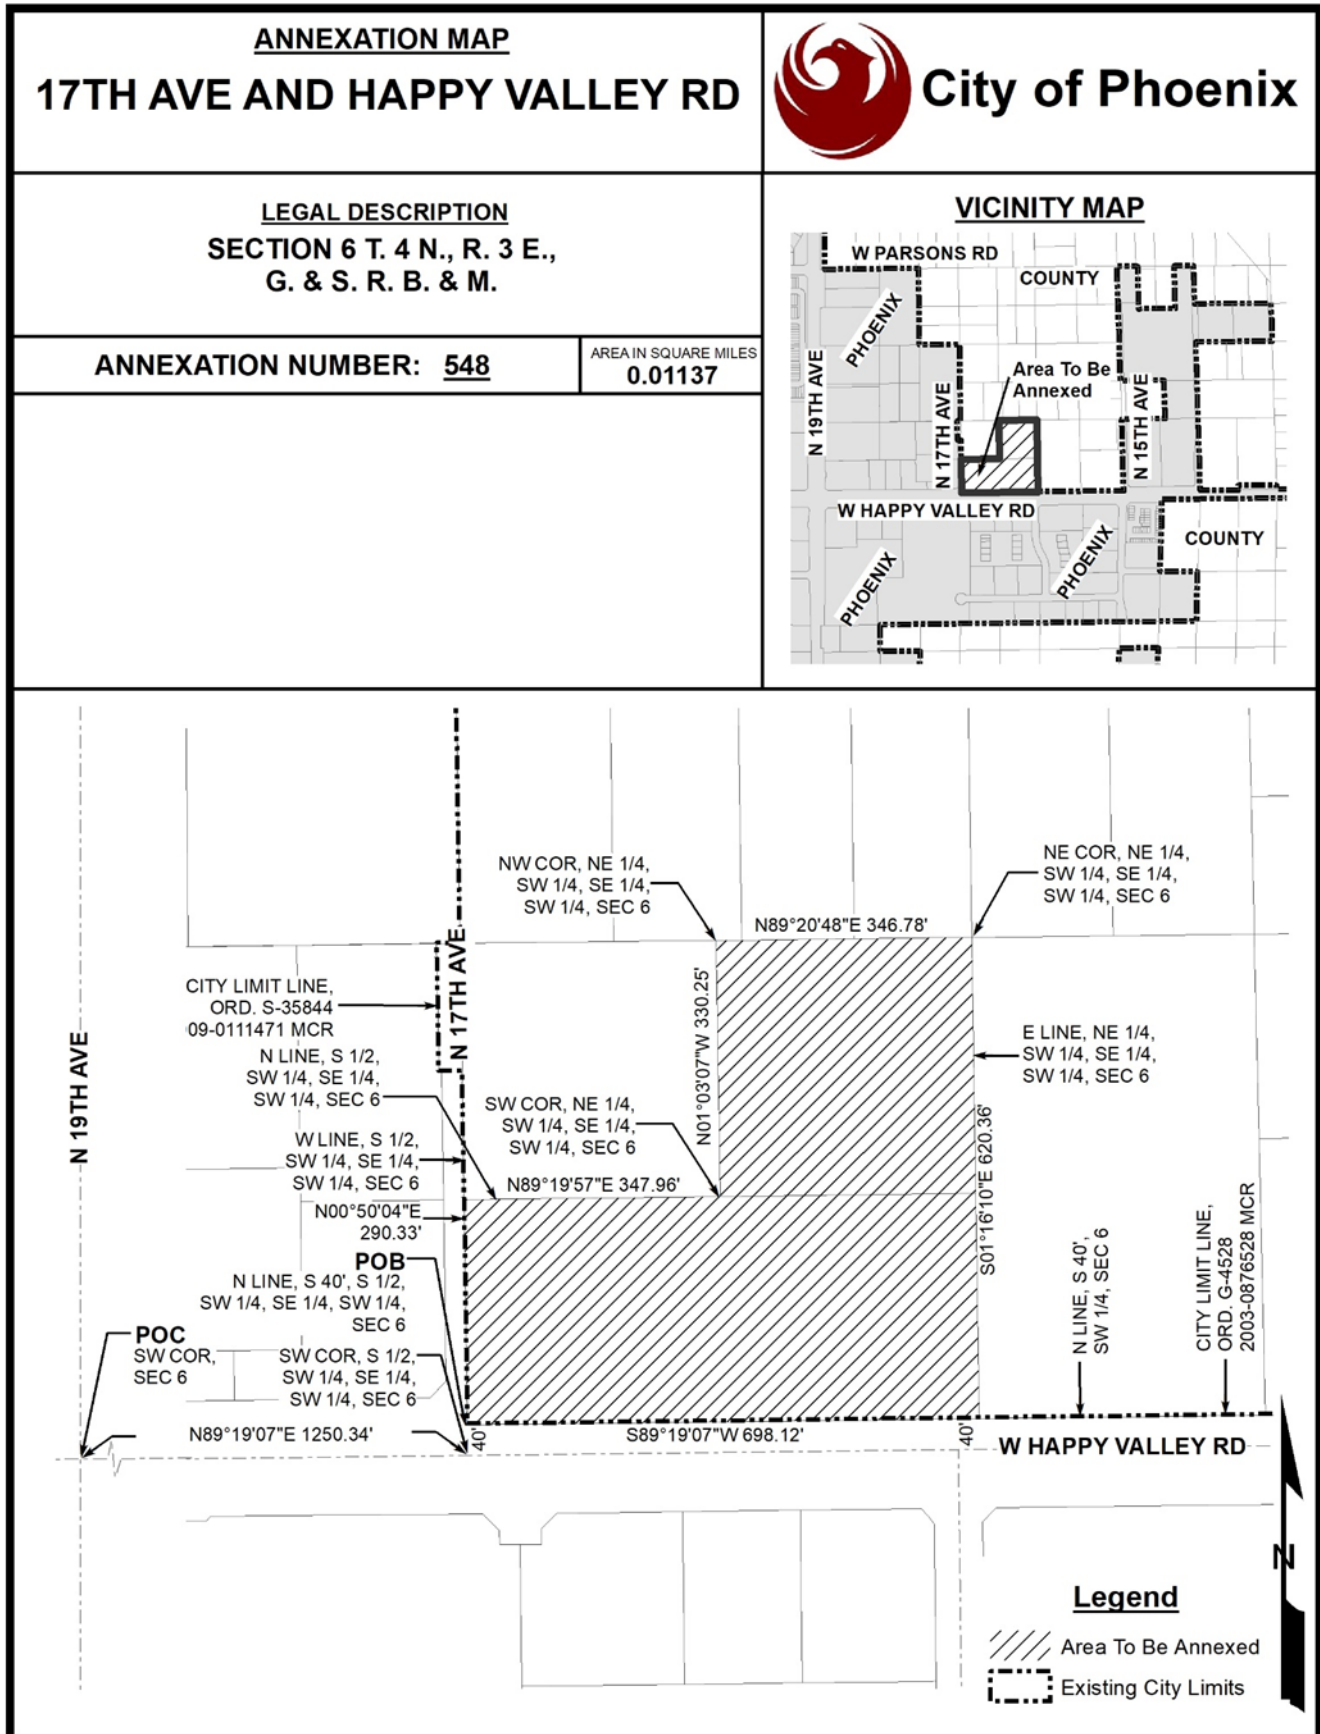 ANNEXATION MAP
17TH AVE AND HAPPY VALLEY RD
City of Phoenix
LEGAL DESCRIPTION
SECTION 6 T. 4 N., R. 3 E.,
G. & S. R. B. & M.
ANNEXATION NUMBER: 548
AREA IN SQUARE MILES
0.01137
VICINITY MAP
W PARSONS RD
COUNTY
PHOENIX
N 19TH AVE
N 17TH AVE
Area To Be
Annexed
N 15TH AVE
W HAPPY VALLEY RD
PHOENIX
PHOENIX
COUNTY
NW COR, NE 1/4,
SW 1/4, SE 1/4,
SW 1/4, SEC 6
NE COR, NE 1/4,
SW 1/4, SE 1/4,
SW 1/4, SEC 6
N89°20'48"E 346.78'
N 17TH AVE
CITY LIMIT LINE,
ORD. S-35844
09-0111471 MCR
N01°03'07"W 330.25'
N 19TH AVE
E LINE, NE 1/4,
SW 1/4, SE 1/4,
SW 1/4, SEC 6
N LINE, S 1/2,
SW 1/4, SE 1/4,
SW 1/4, SEC 6
SW COR, NE 1/4,
SW 1/4, SE 1/4,
SW 1/4, SEC 6
W LINE, S 1/2,
SW 1/4, SE 1/4,
SW 1/4, SEC 6
N89°19'57"E 347.96'
S01°16'10"E 620.36'
N00°50'04"E
290.33'
POB
N LINE, S 40', S 1/2,
SW 1/4, SE 1/4, SW 1/4,
SEC 6
N LINE, S 40',
SW 1/4, SEC 6
CITY LIMIT LINE,
ORD. G-4528
2003-0876528 MCR
POC
SW COR,
SEC 6
SW COR, S 1/2,
SW 1/4, SE 1/4,
SW 1/4, SEC 6
N89°19'07"E 1250.34'
40'
S89°19'07"W 698.12'
40'
W HAPPY VALLEY RD
N
Legend
Area To Be Annexed
Existing City Limits